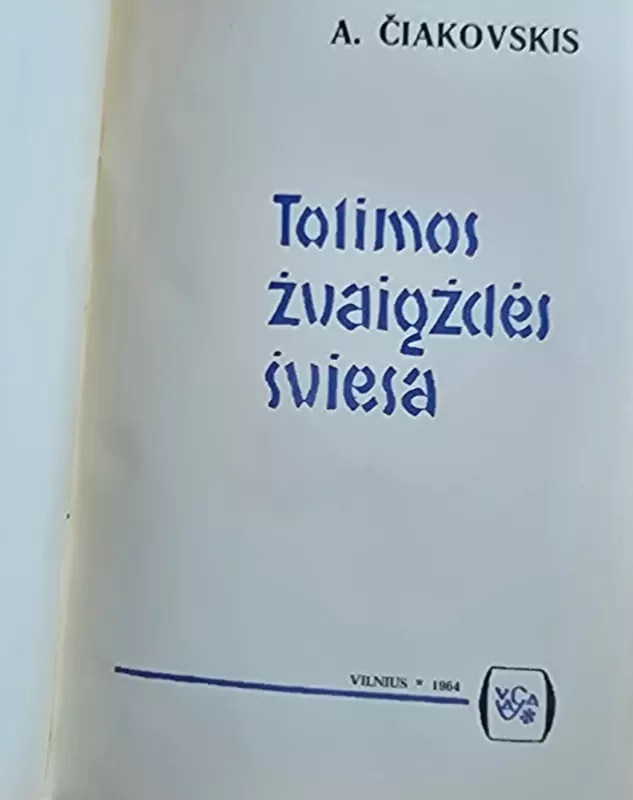 A. ČIAKOVSKIS
Tolimos
žvaigždės
šviesa
VILNIUS * 1964